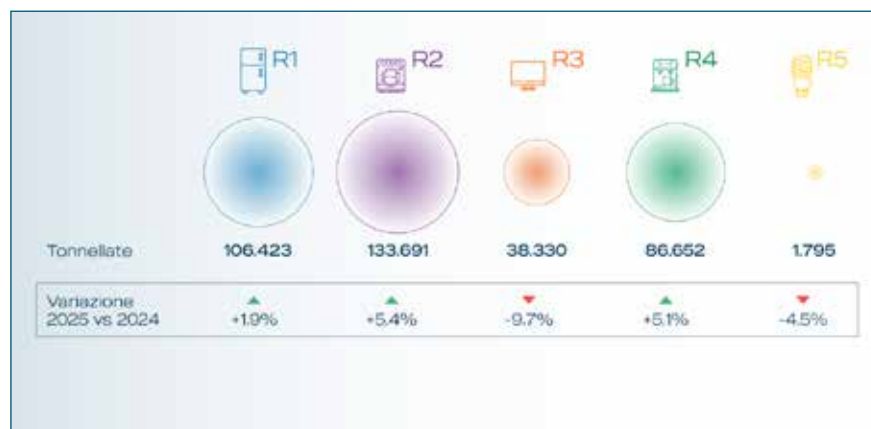 R1 R2 R3 R4 R5
Tonnellate 106.423 133.691 38.330 86.652 1.795
Variazione
2025 vs 2024 +1.9% +5.4% -9.7% +5.1% -4.5%